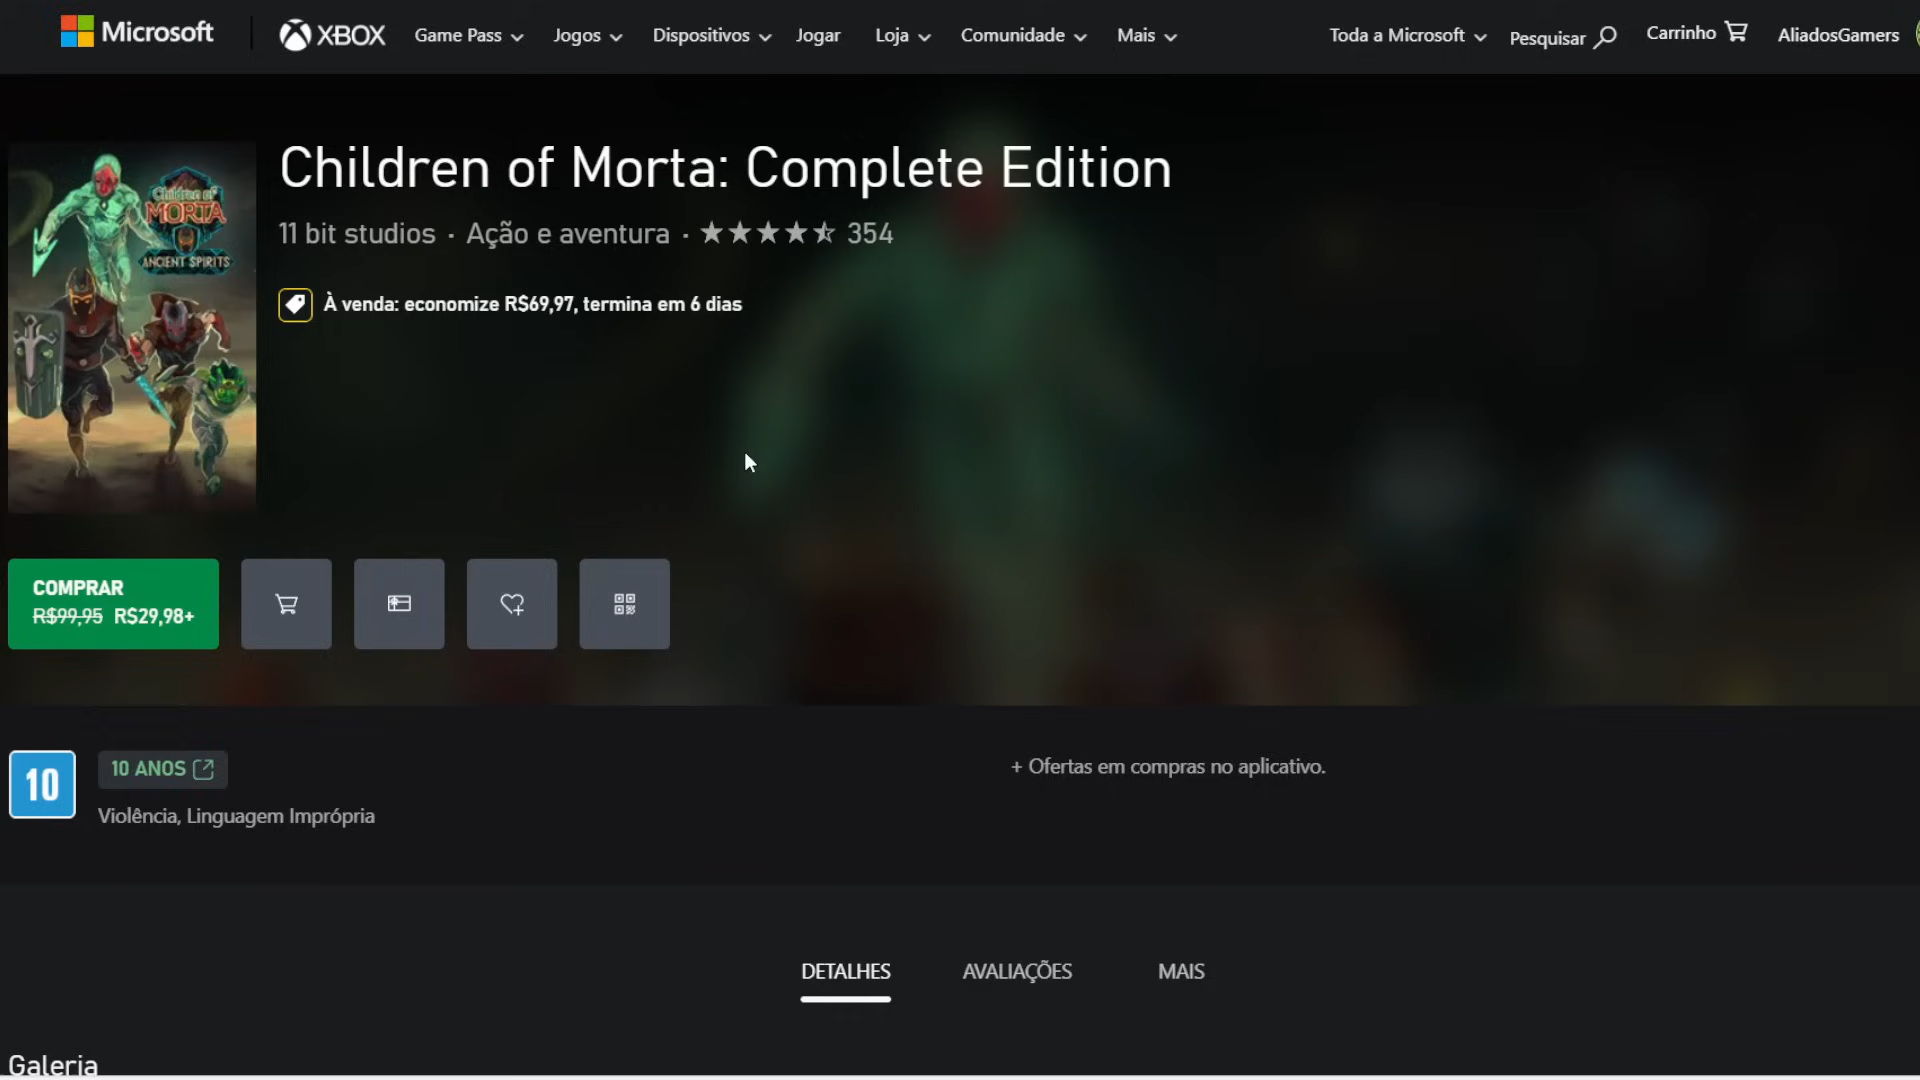 Microsoft
XBOX
Game Pass
Jogos
Dispositivos
Jogar
Loja
Comunidade
Mais
Toda a Microsoft
Pesquisar
Carrinho
AliadosGamers
Children of
MORTA
ANCIENT SPIRITS
Children of Morta: Complete Edition
11 bit studios · Ação e aventura · ★★★★⯪ 354
À venda: economize R$69,97, termina em 6 dias
COMPRAR
R$99,95 R$29,98+
10
10 ANOS
Violência, Linguagem Imprópria
+ Ofertas em compras no aplicativo.
DETALHES
AVALIAÇÕES
MAIS
Galeria